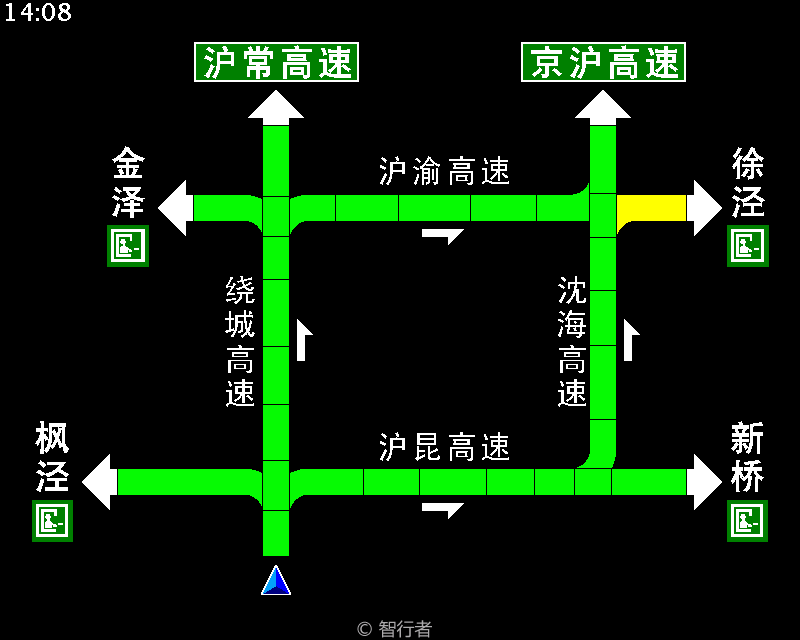 14:08
沪常高速
京沪高速
金泽
沪渝高速
徐泾
绕城高速
沈海高速
枫泾
沪昆高速
新桥
© 智行者